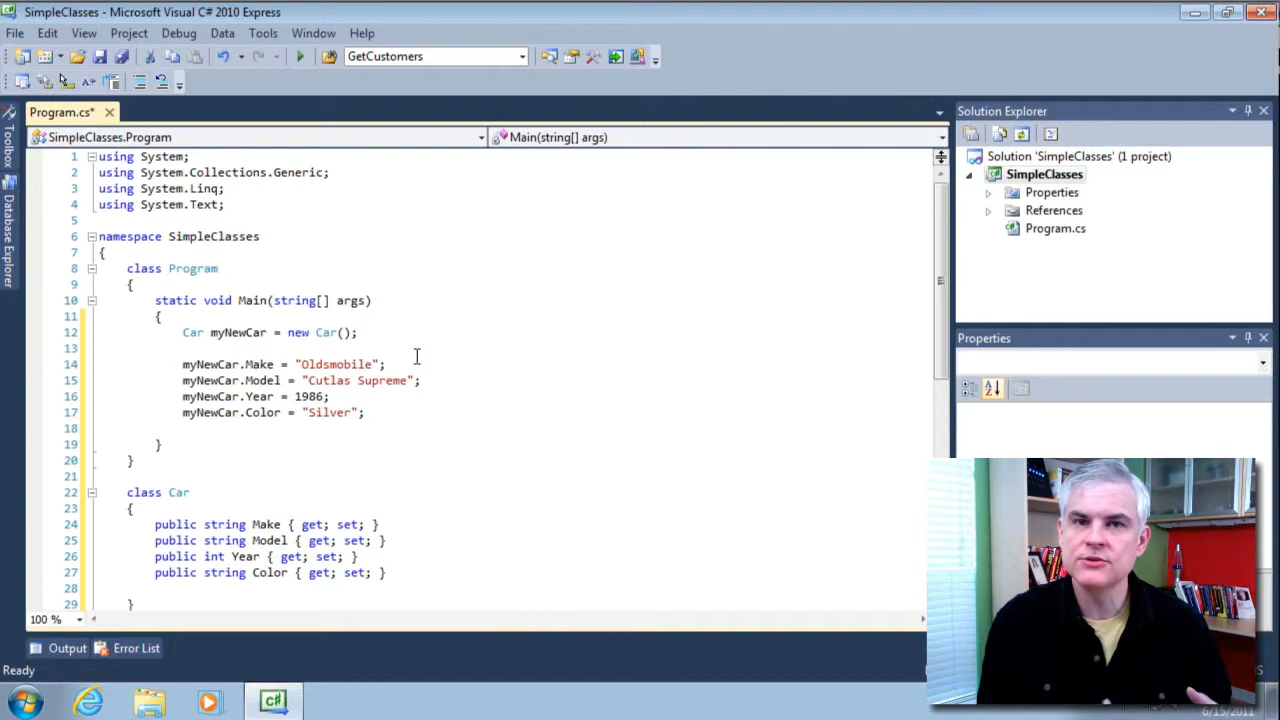 SimpleClasses - Microsoft Visual C# 2010 Express
File Edit View Project Debug Data Tools Window Help
GetCustomers
Program.cs*
SimpleClasses.Program
Main(string[] args)
1 using System;
2 using System.Collections.Generic;
3 using System.Linq;
4 using System.Text;
5
6 namespace SimpleClasses
7 {
8 class Program
9 {
10 static void Main(string[] args)
11 {
12 Car myNewCar = new Car();
13
14 myNewCar.Make = "Oldsmobile";
15 myNewCar.Model = "Cutlas Supreme";
16 myNewCar.Year = 1986;
17 myNewCar.Color = "Silver";
18
19 }
20 }
21
22 class Car
23 {
24 public string Make { get; set; }
25 public string Model { get; set; }
26 public int Year { get; set; }
27 public string Color { get; set; }
28
29 }
100 %
Toolbox
Database Explorer
Solution Explorer
Solution 'SimpleClasses' (1 project)
SimpleClasses
Properties
References
Program.cs
Properties
Output
Error List
Ready
C#
6/15/2011